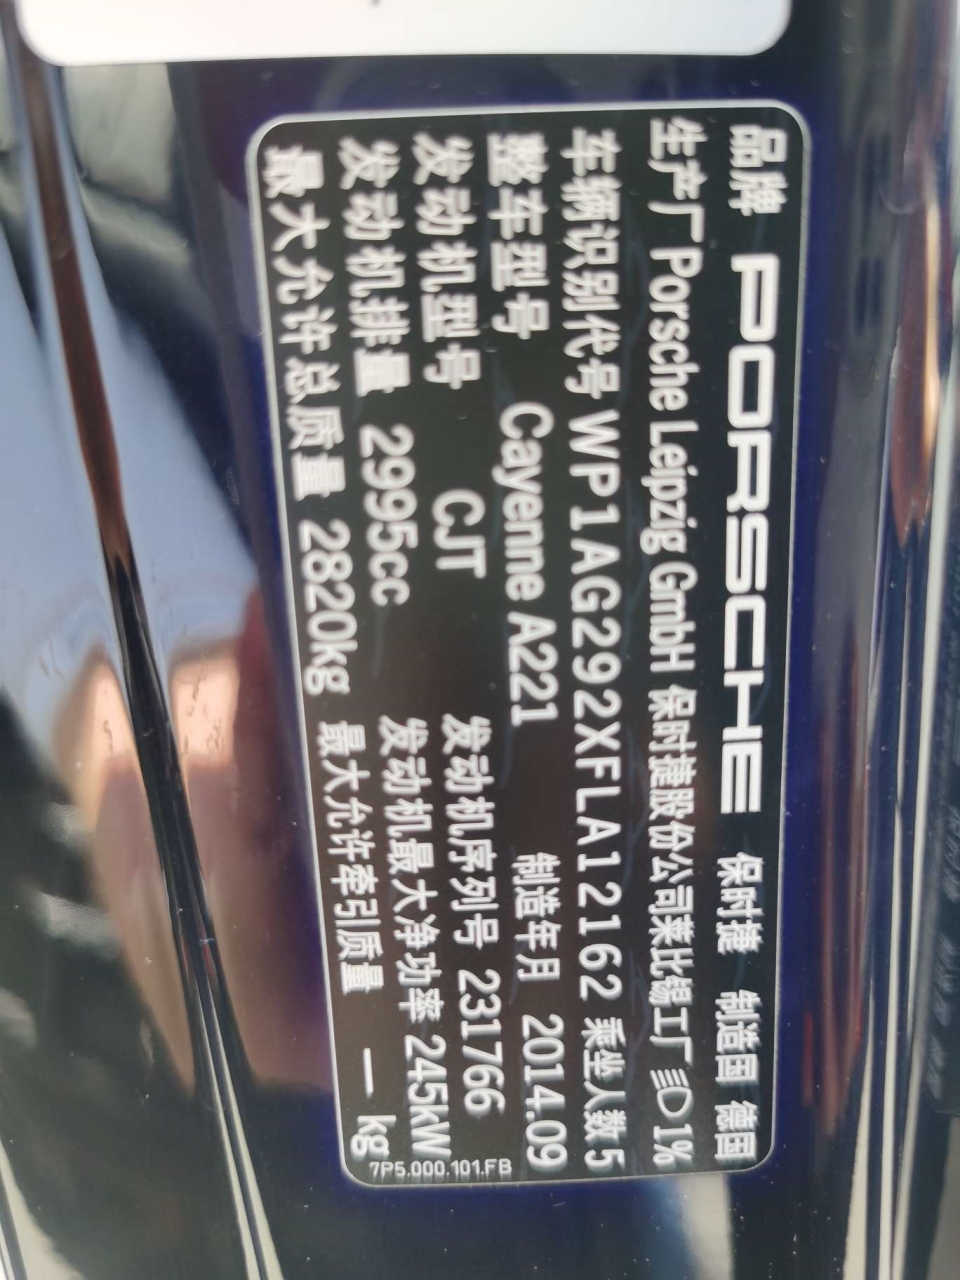 品牌 PORSCHE 保时捷 制造国 德国
生产厂 Porsche Leipzig GmbH 保时捷股份公司莱比锡工厂 1%
车辆识别代号 WP1AG292XFLA12162 乘坐人数 5
整车型号 Cayenne A221 制造年月 2014.09
发动机型号 CJT 发动机序列号 231766
发动机排量 2995cc 发动机最大净功率 245kW
最大允许总质量 2820kg 最大允许牵引质量 — kg
7P5.000.101.FB